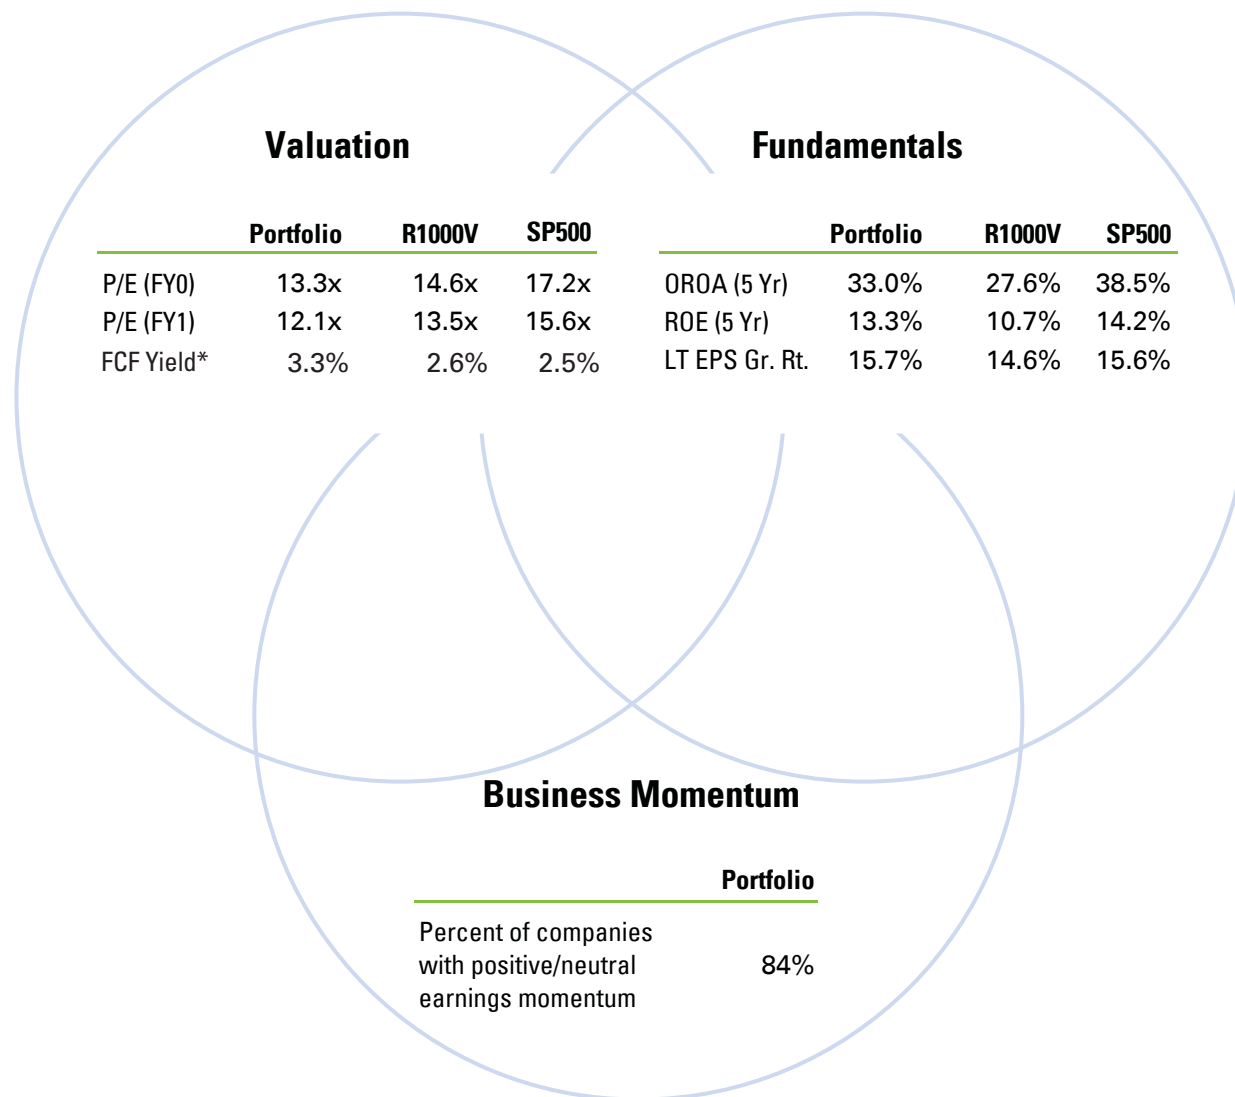 Valuation
Portfolio R1000V SP500
P/E (FY0) 13.3x 14.6x 17.2x
P/E (FY1) 12.1x 13.5x 15.6x
FCF Yield* 3.3% 2.6% 2.5%
Fundamentals
Portfolio R1000V SP500
OROA (5 Yr) 33.0% 27.6% 38.5%
ROE (5 Yr) 13.3% 10.7% 14.2%
LT EPS Gr. Rt. 15.7% 14.6% 15.6%
Business Momentum
Portfolio
Percent of companies
with positive/neutral 84%
earnings momentum